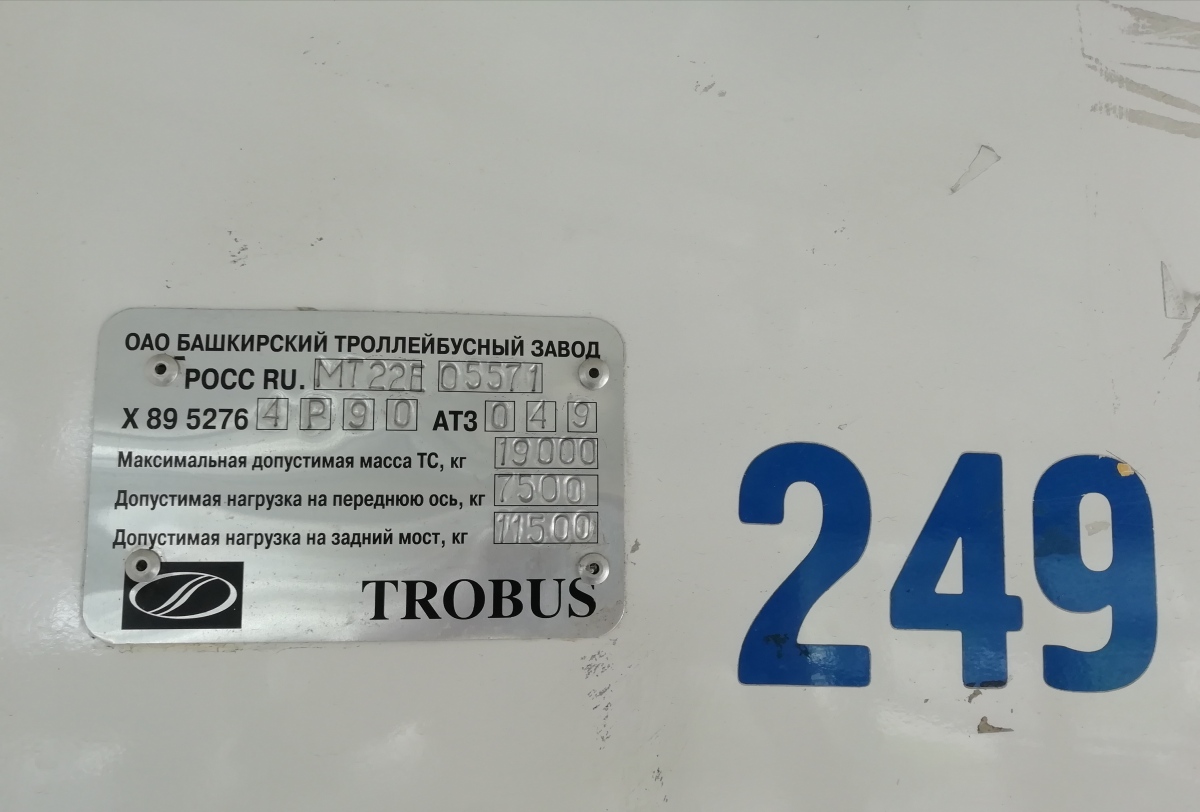 ОАО БАШКИРСКИЙ ТРОЛЛЕЙБУСНЫЙ ЗАВОД
РОСС RU. МТ22Е 05571
Х 89 5276 4 Р 9 0 АТ3 0 4 9
Максимальная допустимая масса ТС, кг 19000
Допустимая нагрузка на переднюю ось, кг 7500
Допустимая нагрузка на задний мост, кг 11500
TROBUS
249